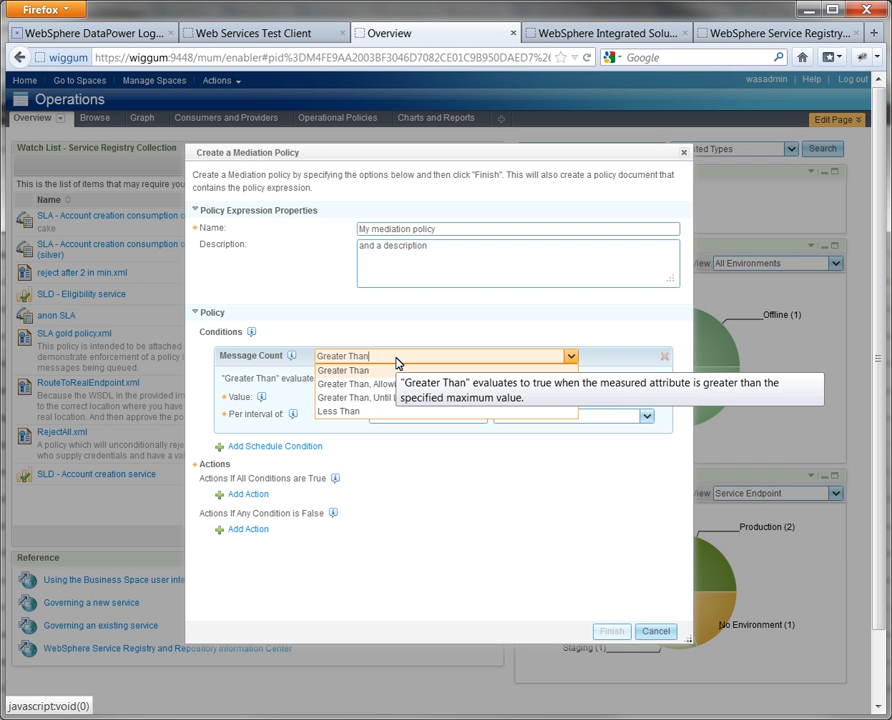 Firefox
WebSphere DataPower Log...
Web Services Test Client
Overview
WebSphere Integrated Solu...
WebSphere Service Registry...
wiggum
https://wiggum:9448/mum/enabler#pid%3DM4FE9AA2003BF3046D7082CE01C9B950DAED7%26
Google
Home
Go to Spaces
Manage Spaces
Actions
wasadmin
Help
Log out
Operations
Overview
Browse
Graph
Consumers and Providers
Operational Policies
Charts and Reports
Edit Page
Watch List - Service Registry Collection
This is the list of items that may require you
Name
SLA - Account creation consumption o
cake
SLA - Account creation consumption o
(silver)
reject after 2 in min.xml
SLD - Eligibility service
anon SLA
SLA gold policy.xml
This policy is intended to be attached
demonstrate enforcement of a policy
messages being queued.
RouteToRealEndpoint.xml
Because the WSDL in the provided im
to the correct location where you have
real location. And then provoked when
RejectAll.xml
A policy which will unconditionally rejec
who supply credentials and have a val
SLD - Account creation service
Reference
Using the Business Space user inte
Governing a new service
Governing an existing service
WebSphere Service Registry and Repository Information Center
Create a Mediation Policy
Create a Mediation policy by specifying the options below and then click "Finish". This will also create a policy document that
contains the policy expression.
Policy Expression Properties
* Name:
My mediation policy
Description:
and a description
Policy
Conditions
Message Count
Greater Than
Greater Than
Greater Than, Allow
Greater Than, Until L
Less Than
"Greater Than" evaluates to true when the measured attribute is greater than the
specified maximum value.
"Greater Than" evaluate
* Value:
* Per interval of:
Add Schedule Condition
* Actions
Actions If All Conditions are True
Add Action
Actions If Any Condition is False
Add Action
Finish
Cancel
ted Types
Search
iew
All Environments
Offline (1)
iew
Service Endpoint
Production (2)
No Environment (1)
Staging (1)
javascript:void(0)